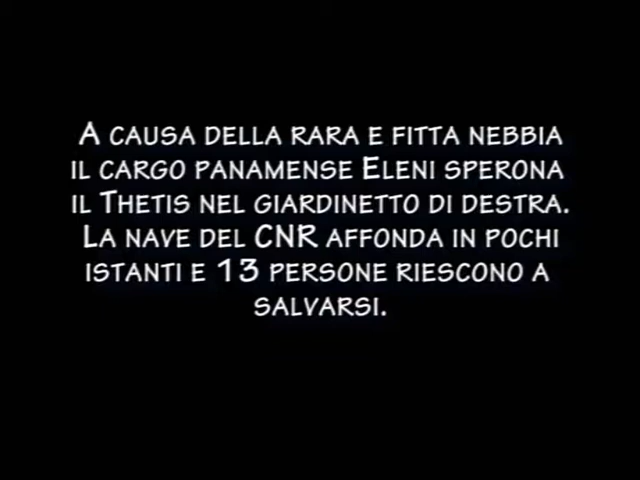 A CAUSA DELLA RARA E FITTA NEBBIA
IL CARGO PANAMENSE ELENI SPERONA
IL THETIS NEL GIARDINETTO DI DESTRA.
LA NAVE DEL CNR AFFONDA IN POCHI
ISTANTI E 13 PERSONE RIESCONO A
SALVARSI.